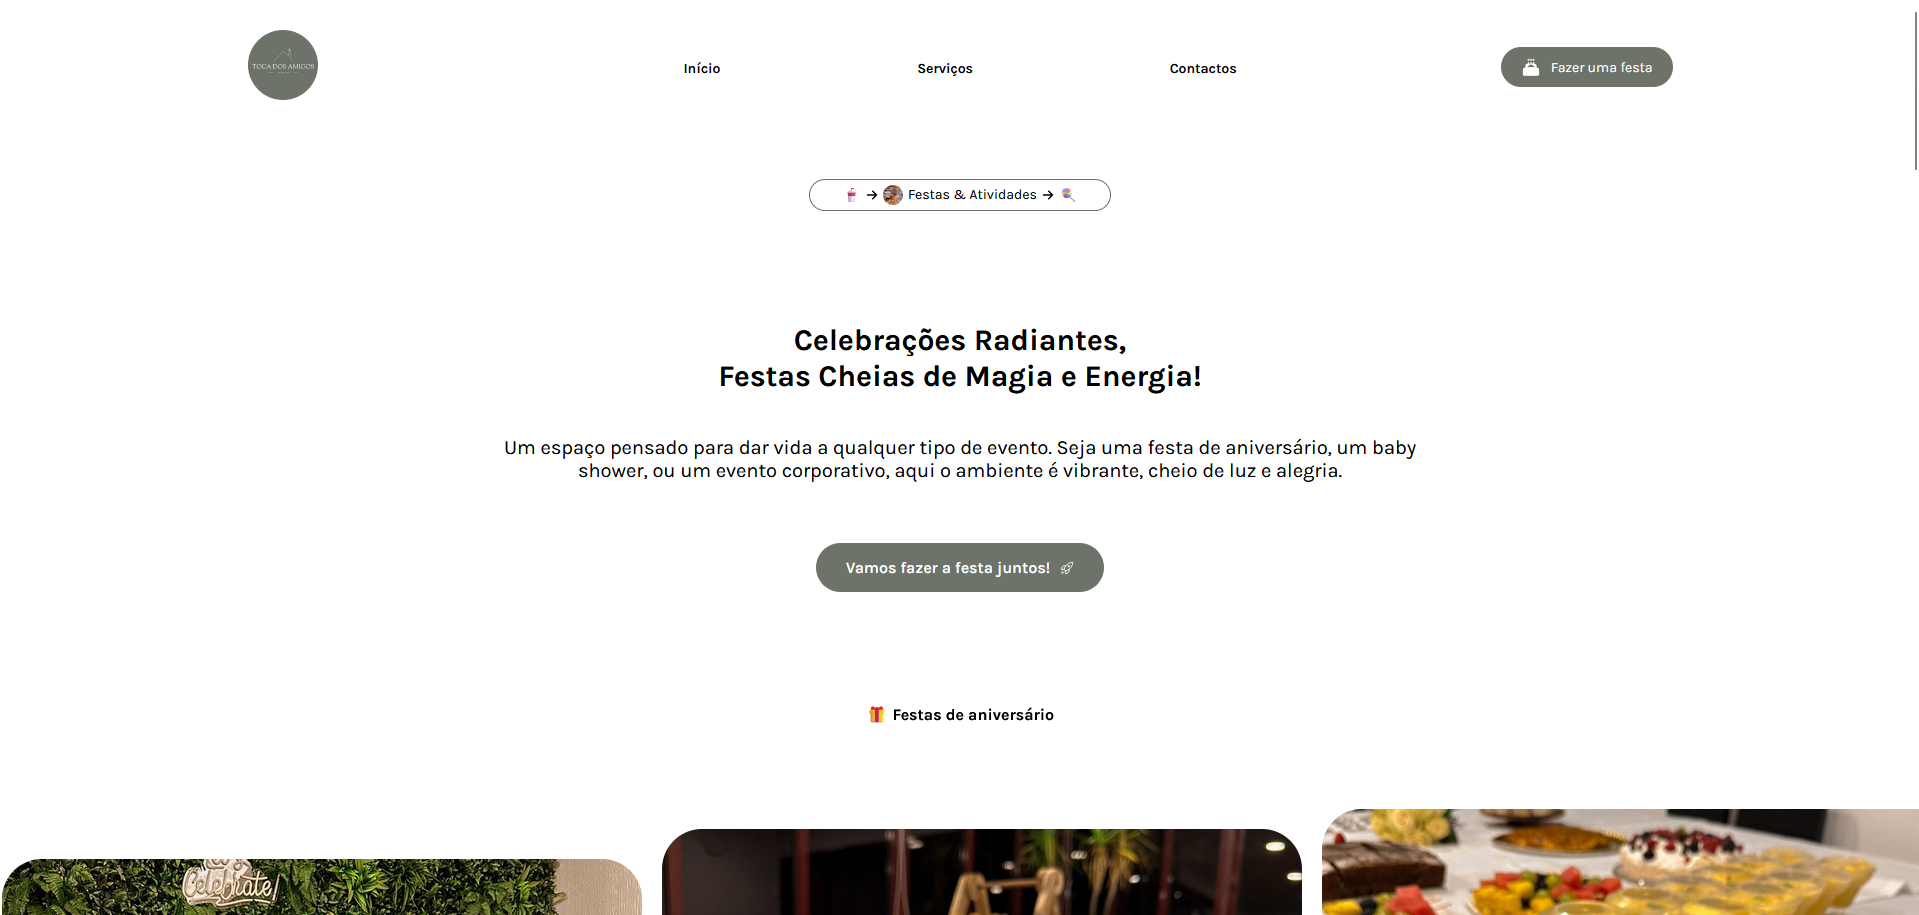 TOCA DOS AMIGOS
Início
Serviços
Contactos
Fazer uma festa
Festas & Atividades
Celebrações Radiantes,
Festas Cheias de Magia e Energia!
Um espaço pensado para dar vida a qualquer tipo de evento. Seja uma festa de aniversário, um baby
shower, ou um evento corporativo, aqui o ambiente é vibrante, cheio de luz e alegria.
Vamos fazer a festa juntos!
Festas de aniversário
Celebrate!